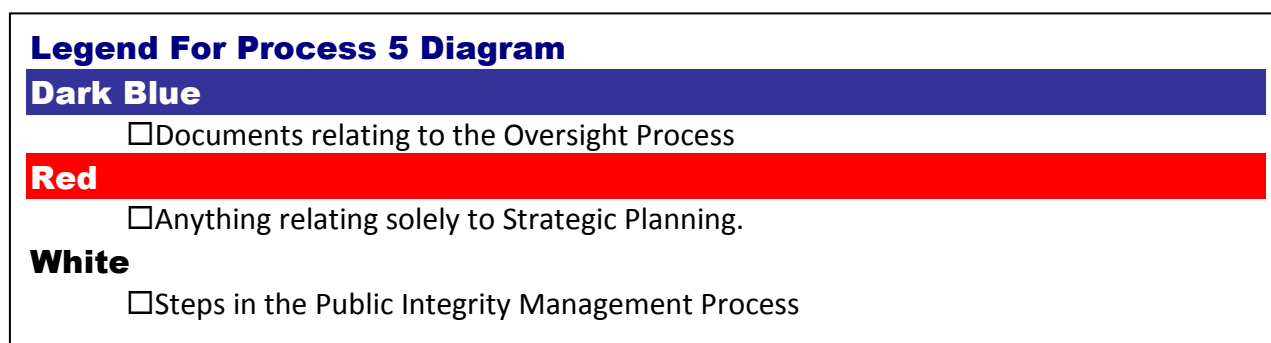 Legend For Process 5 Diagram
Dark Blue
☐Documents relating to the Oversight Process
Red
☐Anything relating solely to Strategic Planning.
White
☐Steps in the Public Integrity Management Process